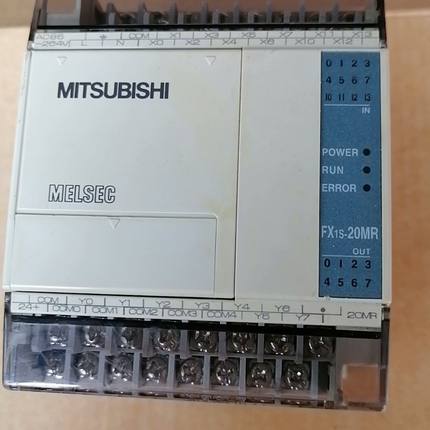 AC85
~264V L N X0 X2 X4 X6 X10 X12
COM X1 X3 X5 X7 X11 X13
MITSUBISHI
MELSEC
0 1 2 3
4 5 6 7
10 11 12 13
IN
POWER
RUN
ERROR
FX1S-20MR
OUT
0 1 2 3
4 5 6 7
COM Y0 Y1 Y2 Y3 Y4 Y6
24+ COM0 COM1 COM2 COM3 COM4 Y5 Y7 20MR